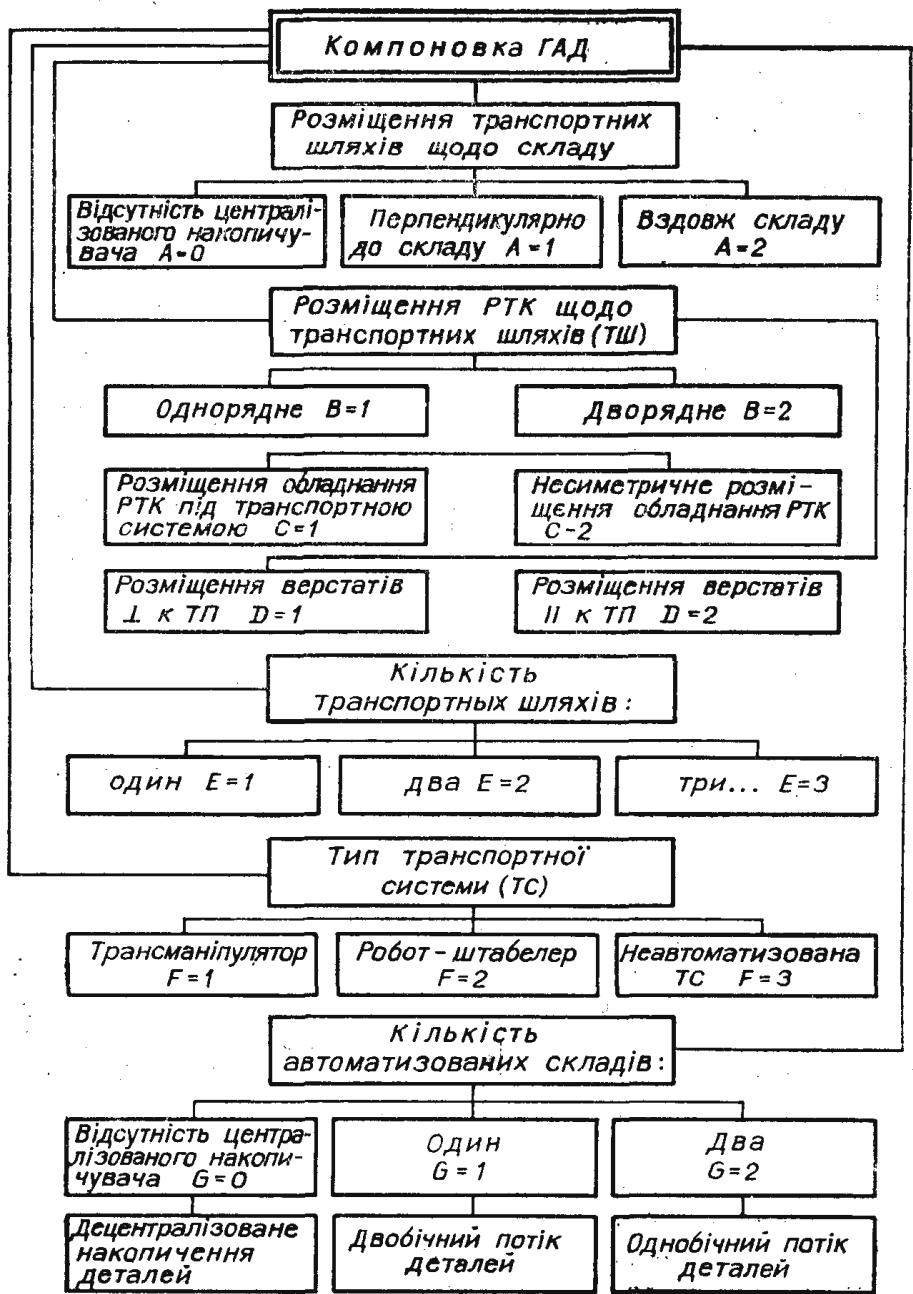 Компоновка ГАД
Розміщення транспортних
шляхів щодо складу
Відсутність централі-
зованого накопичу-
вача A=0
Перпендикулярно
до складу A=1
Вздовж складу
A=2
Розміщення РТК щодо
транспортних шляхів (ТШ)
Однорядне B=1
Дворядне B=2
Розміщення обладнання
РТК під транспортною
системою C=1
Несиметричне розмі-
щєння обладнання РТК
C-2
Розміщення верстатів
⊥ к ТП D=1
Розміщення верстатів
II к ТП D=2
Кількість
транспортных шляхів:
один E=1
два E=2
три... E=3
Тип транспортної
системи (ТС)
Трансманіпулятор
F=1
Робот-штабелер
F=2
Неавтоматизована
ТС F=3
Кількість
автоматизованих складів:
Відсутність центра-
лізованого накопи-
чувача G=0
Один
G=1
Два
G=2
Децентралізоване
накопичення
деталей
Двобічний потік
деталей
Однобічний потік
деталей